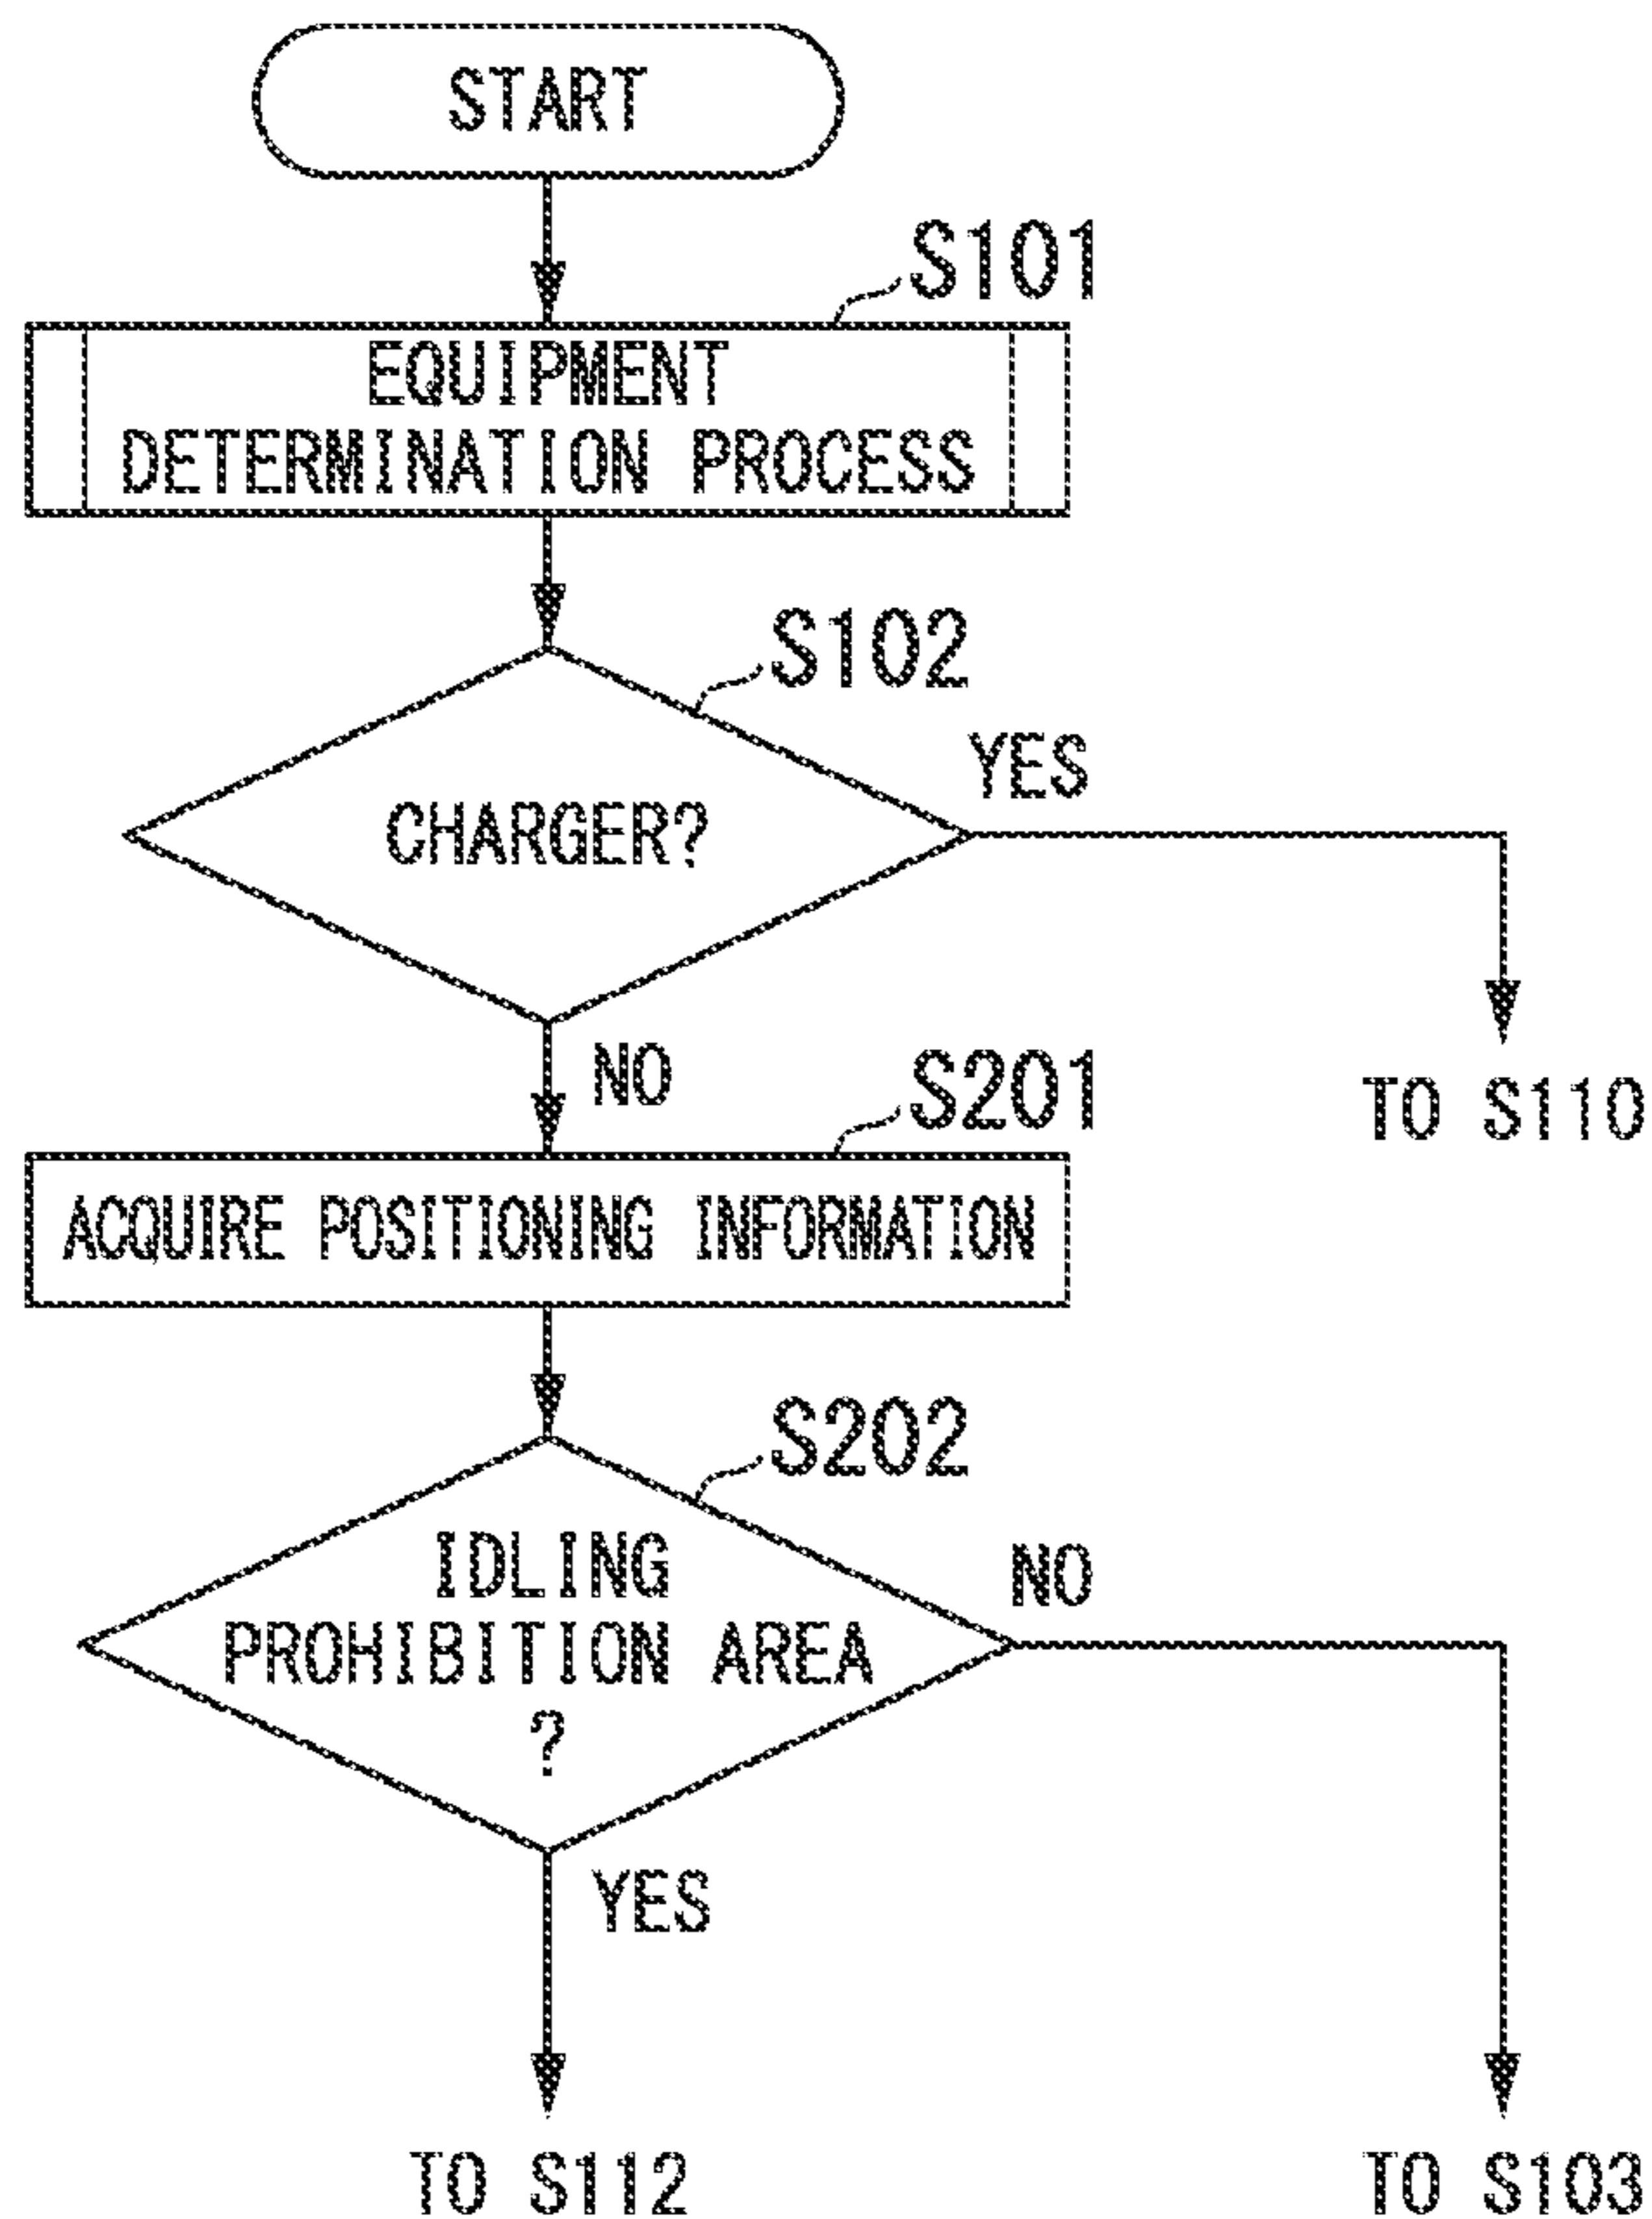 START
S101
EQUIPMENT
DETERMINATION PROCESS
S102
CHARGER?
YES
NO
TO S110
S201
ACQUIRE POSITIONING INFORMATION
S202
IDLING
PROHIBITION AREA
?
NO
YES
TO S112
TO S103